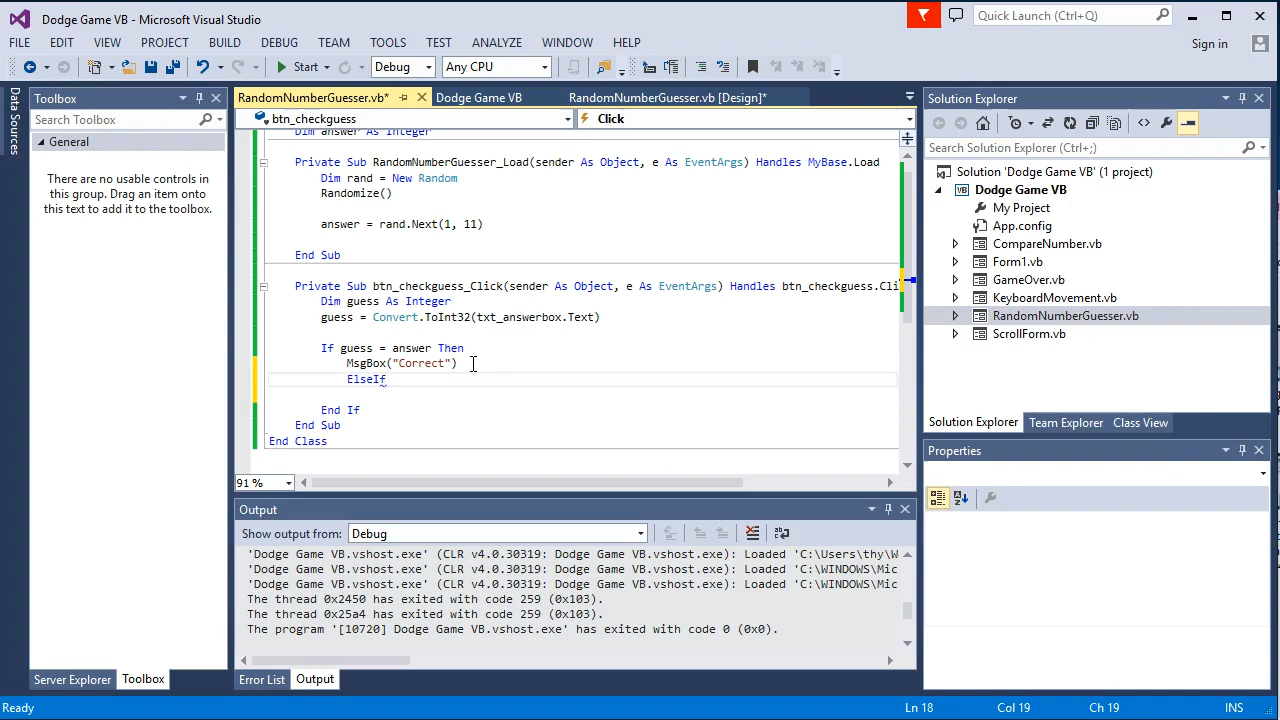 Dodge Game VB - Microsoft Visual Studio
Quick Launch (Ctrl+Q)
FILE EDIT VIEW PROJECT BUILD DEBUG TEAM TOOLS TEST ANALYZE WINDOW HELP
Sign in
Start Debug Any CPU
Data Sources
Toolbox
Search Toolbox
General
There are no usable controls in
this group. Drag an item onto
this text to add it to the toolbox.
Server Explorer Toolbox
RandomNumberGuesser.vb* Dodge Game VB RandomNumberGuesser.vb [Design]*
btn_checkguess Click
Dim answer As Integer
Private Sub RandomNumberGuesser_Load(sender As Object, e As EventArgs) Handles MyBase.Load
Dim rand = New Random
Randomize()
answer = rand.Next(1, 11)
End Sub
Private Sub btn_checkguess_Click(sender As Object, e As EventArgs) Handles btn_checkguess.Cli
Dim guess As Integer
guess = Convert.ToInt32(txt_answerbox.Text)
If guess = answer Then
MsgBox("Correct")
ElseIf
End If
End Sub
End Class
91 %
Output
Show output from: Debug
'Dodge Game VB.vshost.exe' (CLR v4.0.30319: Dodge Game VB.vshost.exe): Loaded 'C:\Users\thy\W
'Dodge Game VB.vshost.exe' (CLR v4.0.30319: Dodge Game VB.vshost.exe): Loaded 'C:\WINDOWS\Mic
'Dodge Game VB.vshost.exe' (CLR v4.0.30319: Dodge Game VB.vshost.exe): Loaded 'C:\WINDOWS\Mic
The thread 0x2450 has exited with code 259 (0x103).
The thread 0x25a4 has exited with code 259 (0x103).
The program '[10720] Dodge Game VB.vshost.exe' has exited with code 0 (0x0).
Error List Output
Solution Explorer
Search Solution Explorer (Ctrl+;)
Solution 'Dodge Game VB' (1 project)
VB Dodge Game VB
My Project
App.config
CompareNumber.vb
Form1.vb
GameOver.vb
KeyboardMovement.vb
RandomNumberGuesser.vb
ScrollForm.vb
Solution Explorer Team Explorer Class View
Properties
Ready Ln 18 Col 19 Ch 19 INS